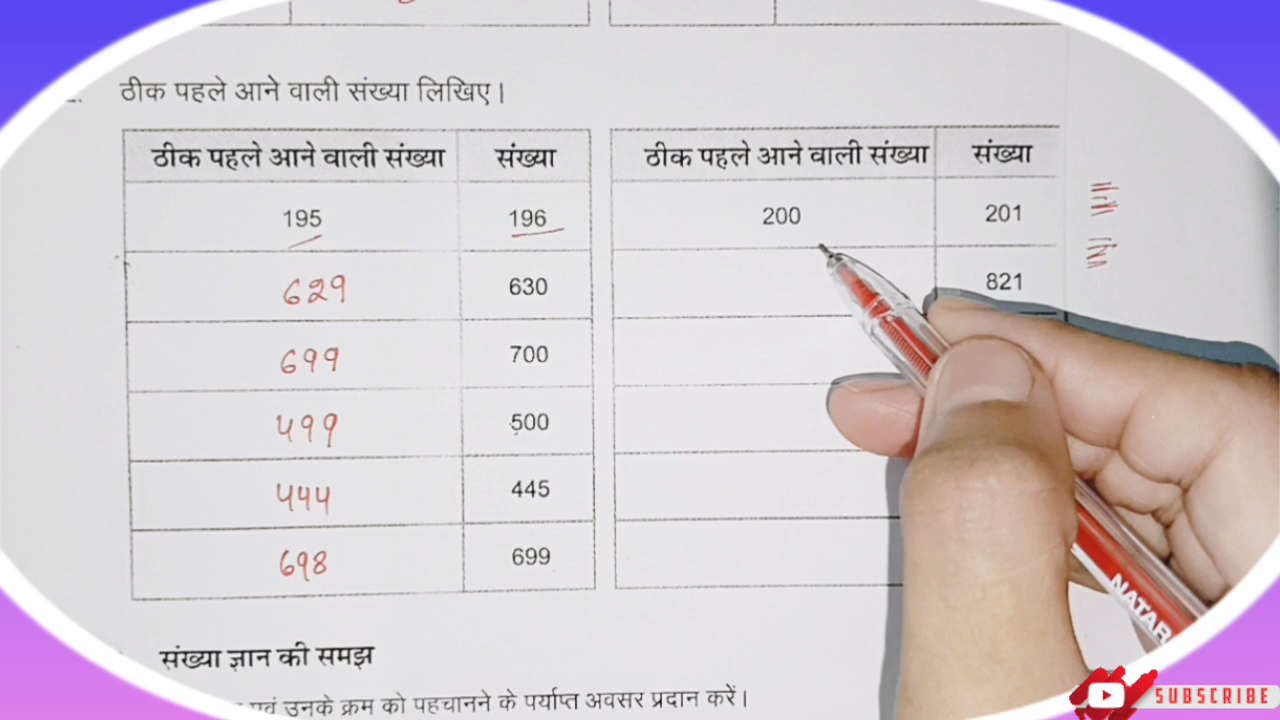 ठीक पहले आने वाली संख्या लिखिए।
ठीक पहले आने वाली संख्या संख्या
195 196
629 630
699 700
499 500
444 445
698 699
ठीक पहले आने वाली संख्या संख्या
200 201
821
संख्या ज्ञान की समझ
एवं उनके क्रम को पहचानने के पर्याप्त अवसर प्रदान करें।
NATAR
SUBSCRIBE